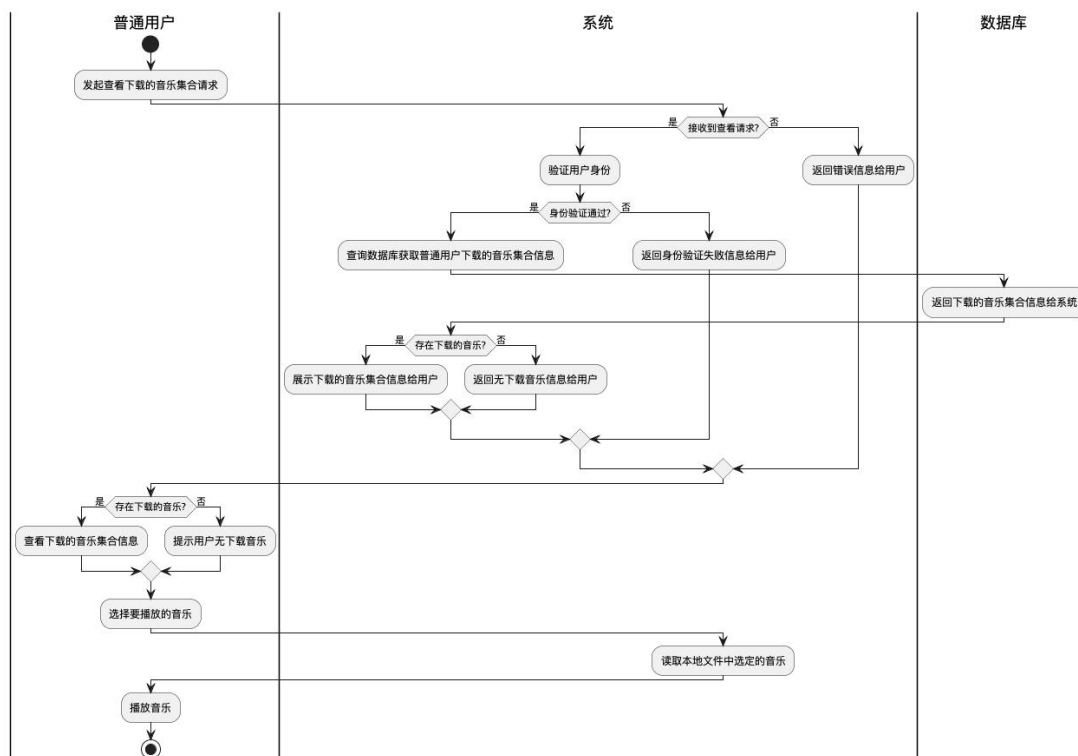 普通用户
系统
数据库
发起查看下载的音乐集合请求
是
接收到查看请求?
否
验证用户身份
返回错误信息给用户
是
身份验证通过?
否
查询数据库获取普通用户下载的音乐集合信息
返回身份验证失败信息给用户
返回下载的音乐集合信息给系统
是
存在下载的音乐?
否
展示下载的音乐集合信息给用户
返回无下载音乐信息给用户
是
存在下载的音乐?
否
查看下载的音乐集合信息
提示用户无下载音乐
选择要播放的音乐
读取本地文件中选定的音乐
播放音乐